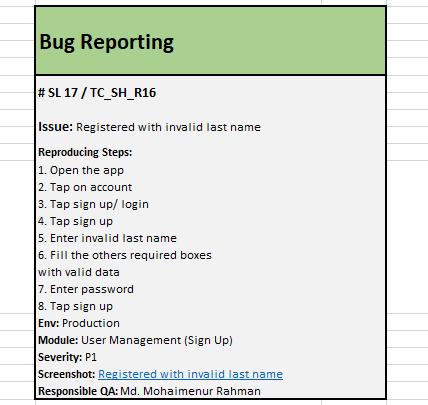 Bug Reporting
# SL 17 / TC_SH_R16
Issue: Registered with invalid last name
Reproducing Steps:
1. Open the app
2. Tap on account
3. Tap sign up/ login
4. Tap sign up
5. Enter invalid last name
6. Fill the others required boxes
with valid data
7. Enter password
8. Tap sign up
Env: Production
Module: User Management (Sign Up)
Severity: P1
Screenshot: Registered with invalid last name
Responsible QA: Md. Mohaimenur Rahman